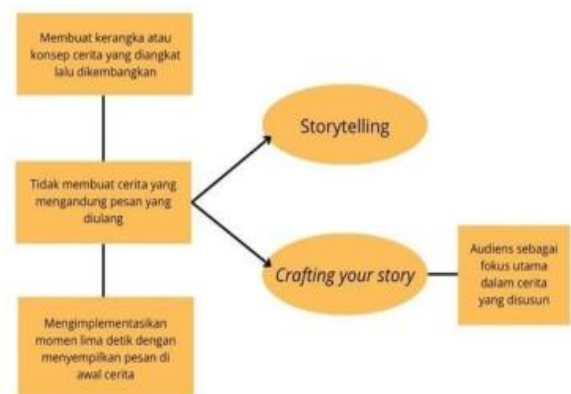 Membuat kerangka atau
konsep cerita yang diangkat
lalu dikembangkan
Storytelling
Tidak membuat cerita yang
mengandung pesan yang
diulang
Crafting your story
Audiens sebagai
fokus utama
dalam cerita
yang disusun
Mengimplementasikan
momen lima detik dengan
menyempilkan pesan di
awal cerita